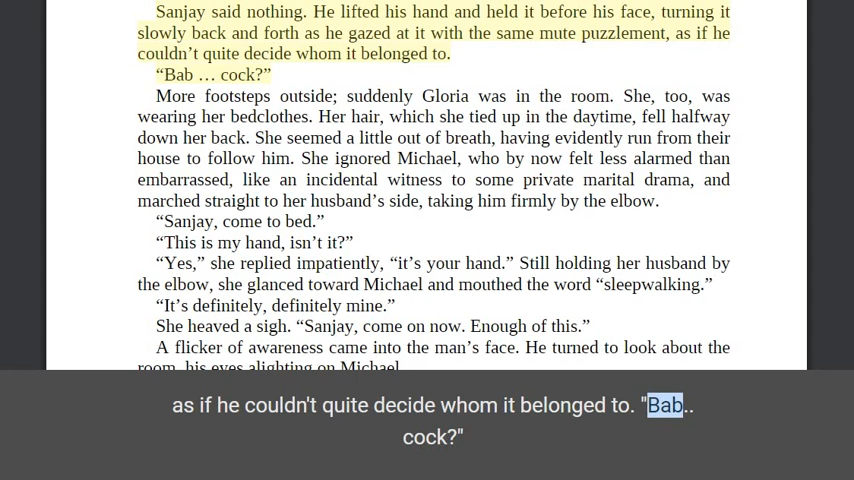 Sanjay said nothing. He lifted his hand and held it before his face, turning it
slowly back and forth as he gazed at it with the same mute puzzlement, as if he
couldn’t quite decide whom it belonged to.
“Bab … cock?”
More footsteps outside; suddenly Gloria was in the room. She, too, was
wearing her bedclothes. Her hair, which she tied up in the daytime, fell halfway
down her back. She seemed a little out of breath, having evidently run from their
house to follow him. She ignored Michael, who by now felt less alarmed than
embarrassed, like an incidental witness to some private marital drama, and
marched straight to her husband’s side, taking him firmly by the elbow.
“Sanjay, come to bed.”
“This is my hand, isn’t it?”
“Yes,” she replied impatiently, “it’s your hand.” Still holding her husband by
the elbow, she glanced toward Michael and mouthed the word “sleepwalking.”
“It’s definitely, definitely mine.”
She heaved a sigh. “Sanjay, come on now. Enough of this.”
A flicker of awareness came into the man’s face. He turned to look about the
room, his eyes alighting on Michael.
as if he couldn't quite decide whom it belonged to. "Bab..
cock?"